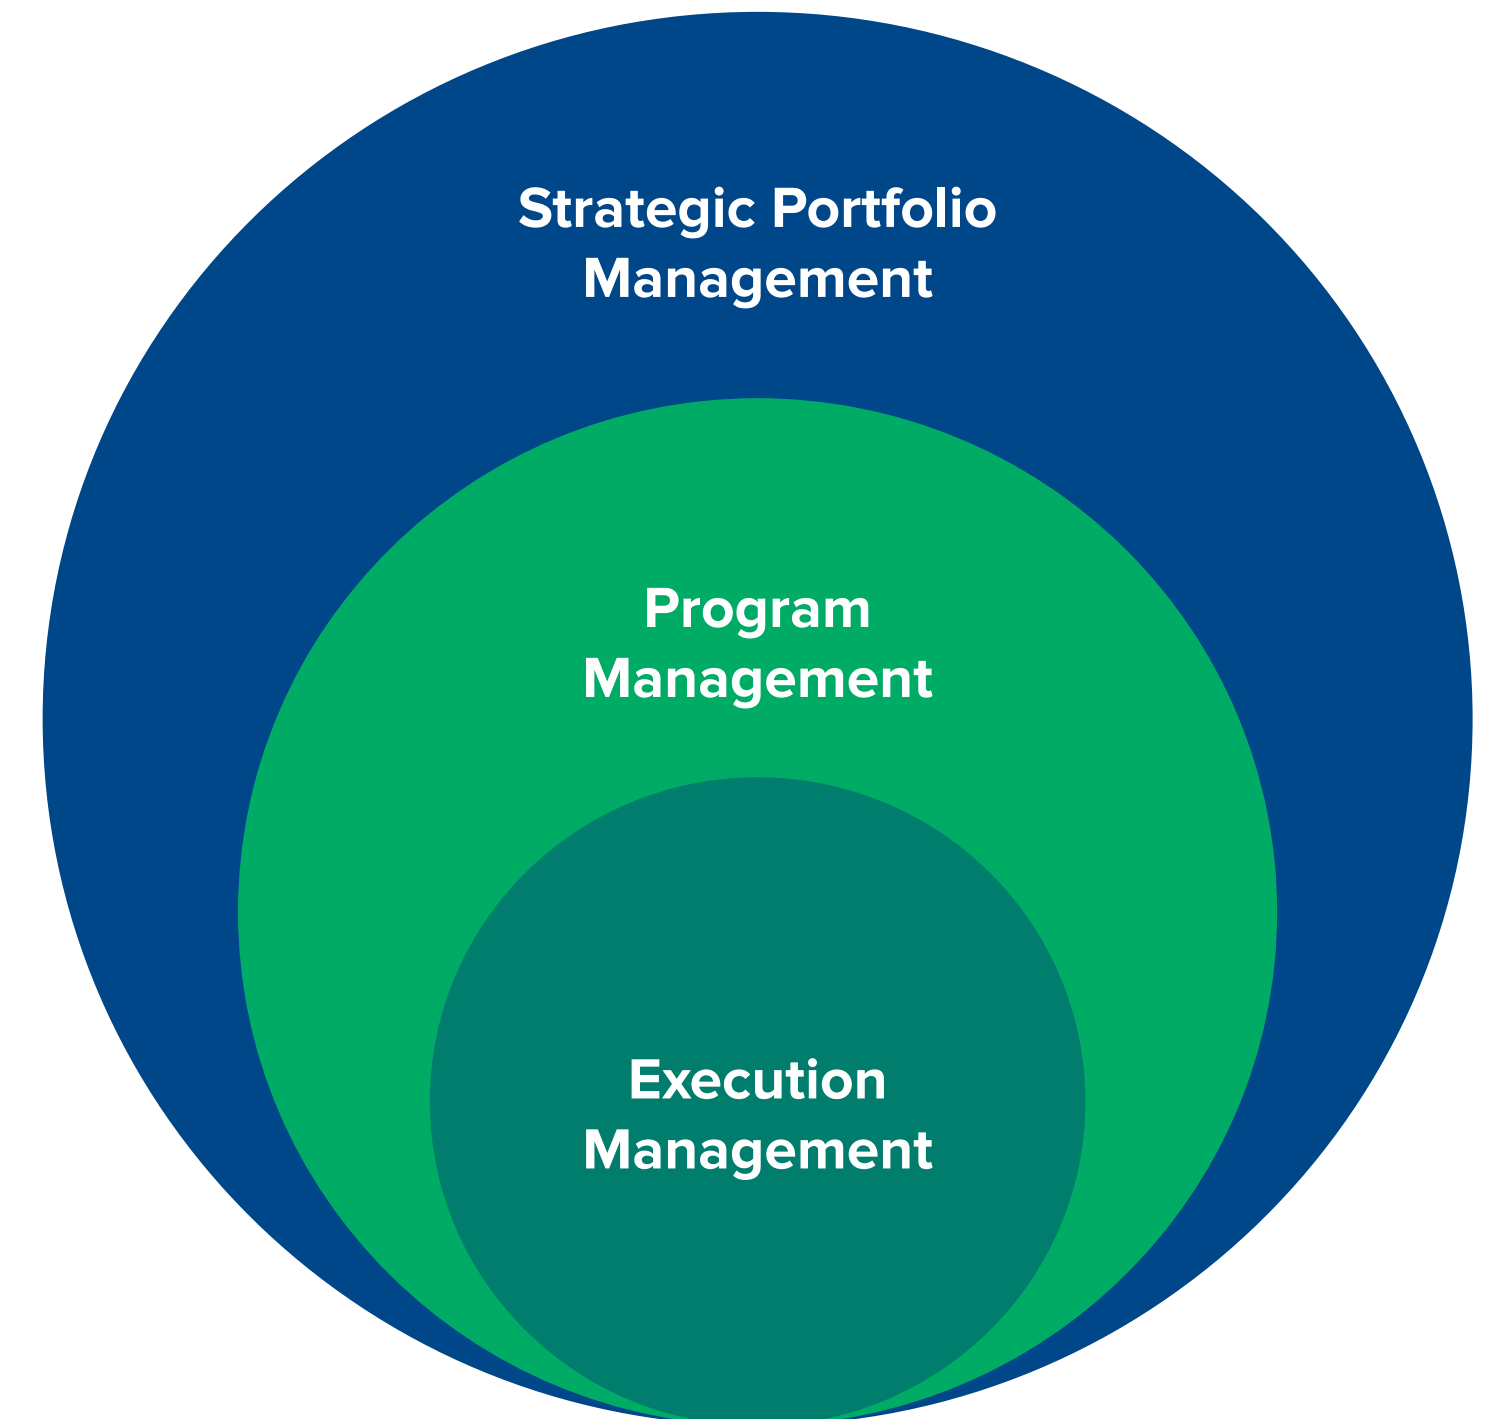 Strategic Portfolio
Management
Program
Management
Execution
Management